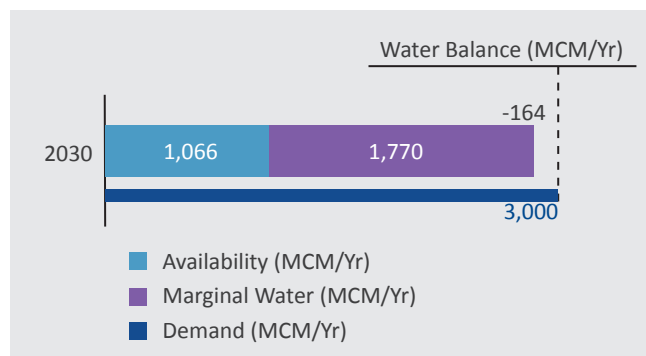 Water Balance (MCM/Yr)
-164
2030
1,066
1,770
3,000
Availability (MCM/Yr)
Marginal Water (MCM/Yr)
Demand (MCM/Yr)